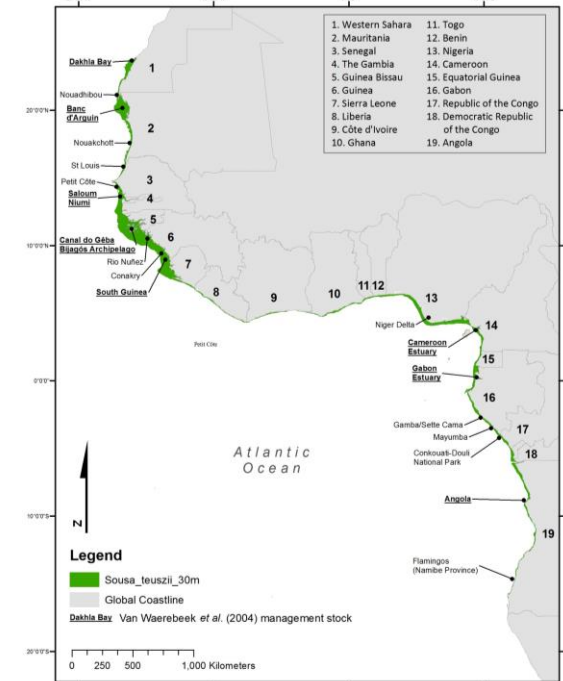 1. Western Sahara
2. Mauritania
3. Senegal
4. The Gambia
5. Guinea Bissau
6. Guinea
7. Sierra Leone
8. Liberia
9. Côte d'Ivoire
10. Ghana
11. Togo
12. Benin
13. Nigeria
14. Cameroon
15. Equatorial Guinea
16. Gabon
17. Republic of the Congo
18. Democratic Republic
of the Congo
19. Angola
Dakhla Bay
1
Nouadhibou
20°0'0"N
Banc
d'Arguin
2
Nouakchott
St Louis
Petit Côte
3
Saloum
Niumi
4
5
10°0'0"N
Canal do Gêba
Bijagós Archipelago
6
Rio Nuñez
Conakry
7
South Guinea
8
9
10
11
12
13
Niger Delta
14
Petit Côte
Cameroon
Estuary
15
Gabon
Estuary
0°0'0"
16
Gamba/Sette Cama
17
Mayumba
Conkouati-Douli
National Park
18
Atlantic
Ocean
Angola
N
10°0'0"S
19
Legend
Flamingos
(Namibe Province)
Sousa_teuszii_30m
Global Coastline
Dakhla Bay Van Waerebeek et al. (2004) management stock
20°0'0"S
0 250 500 1,000 Kilometers